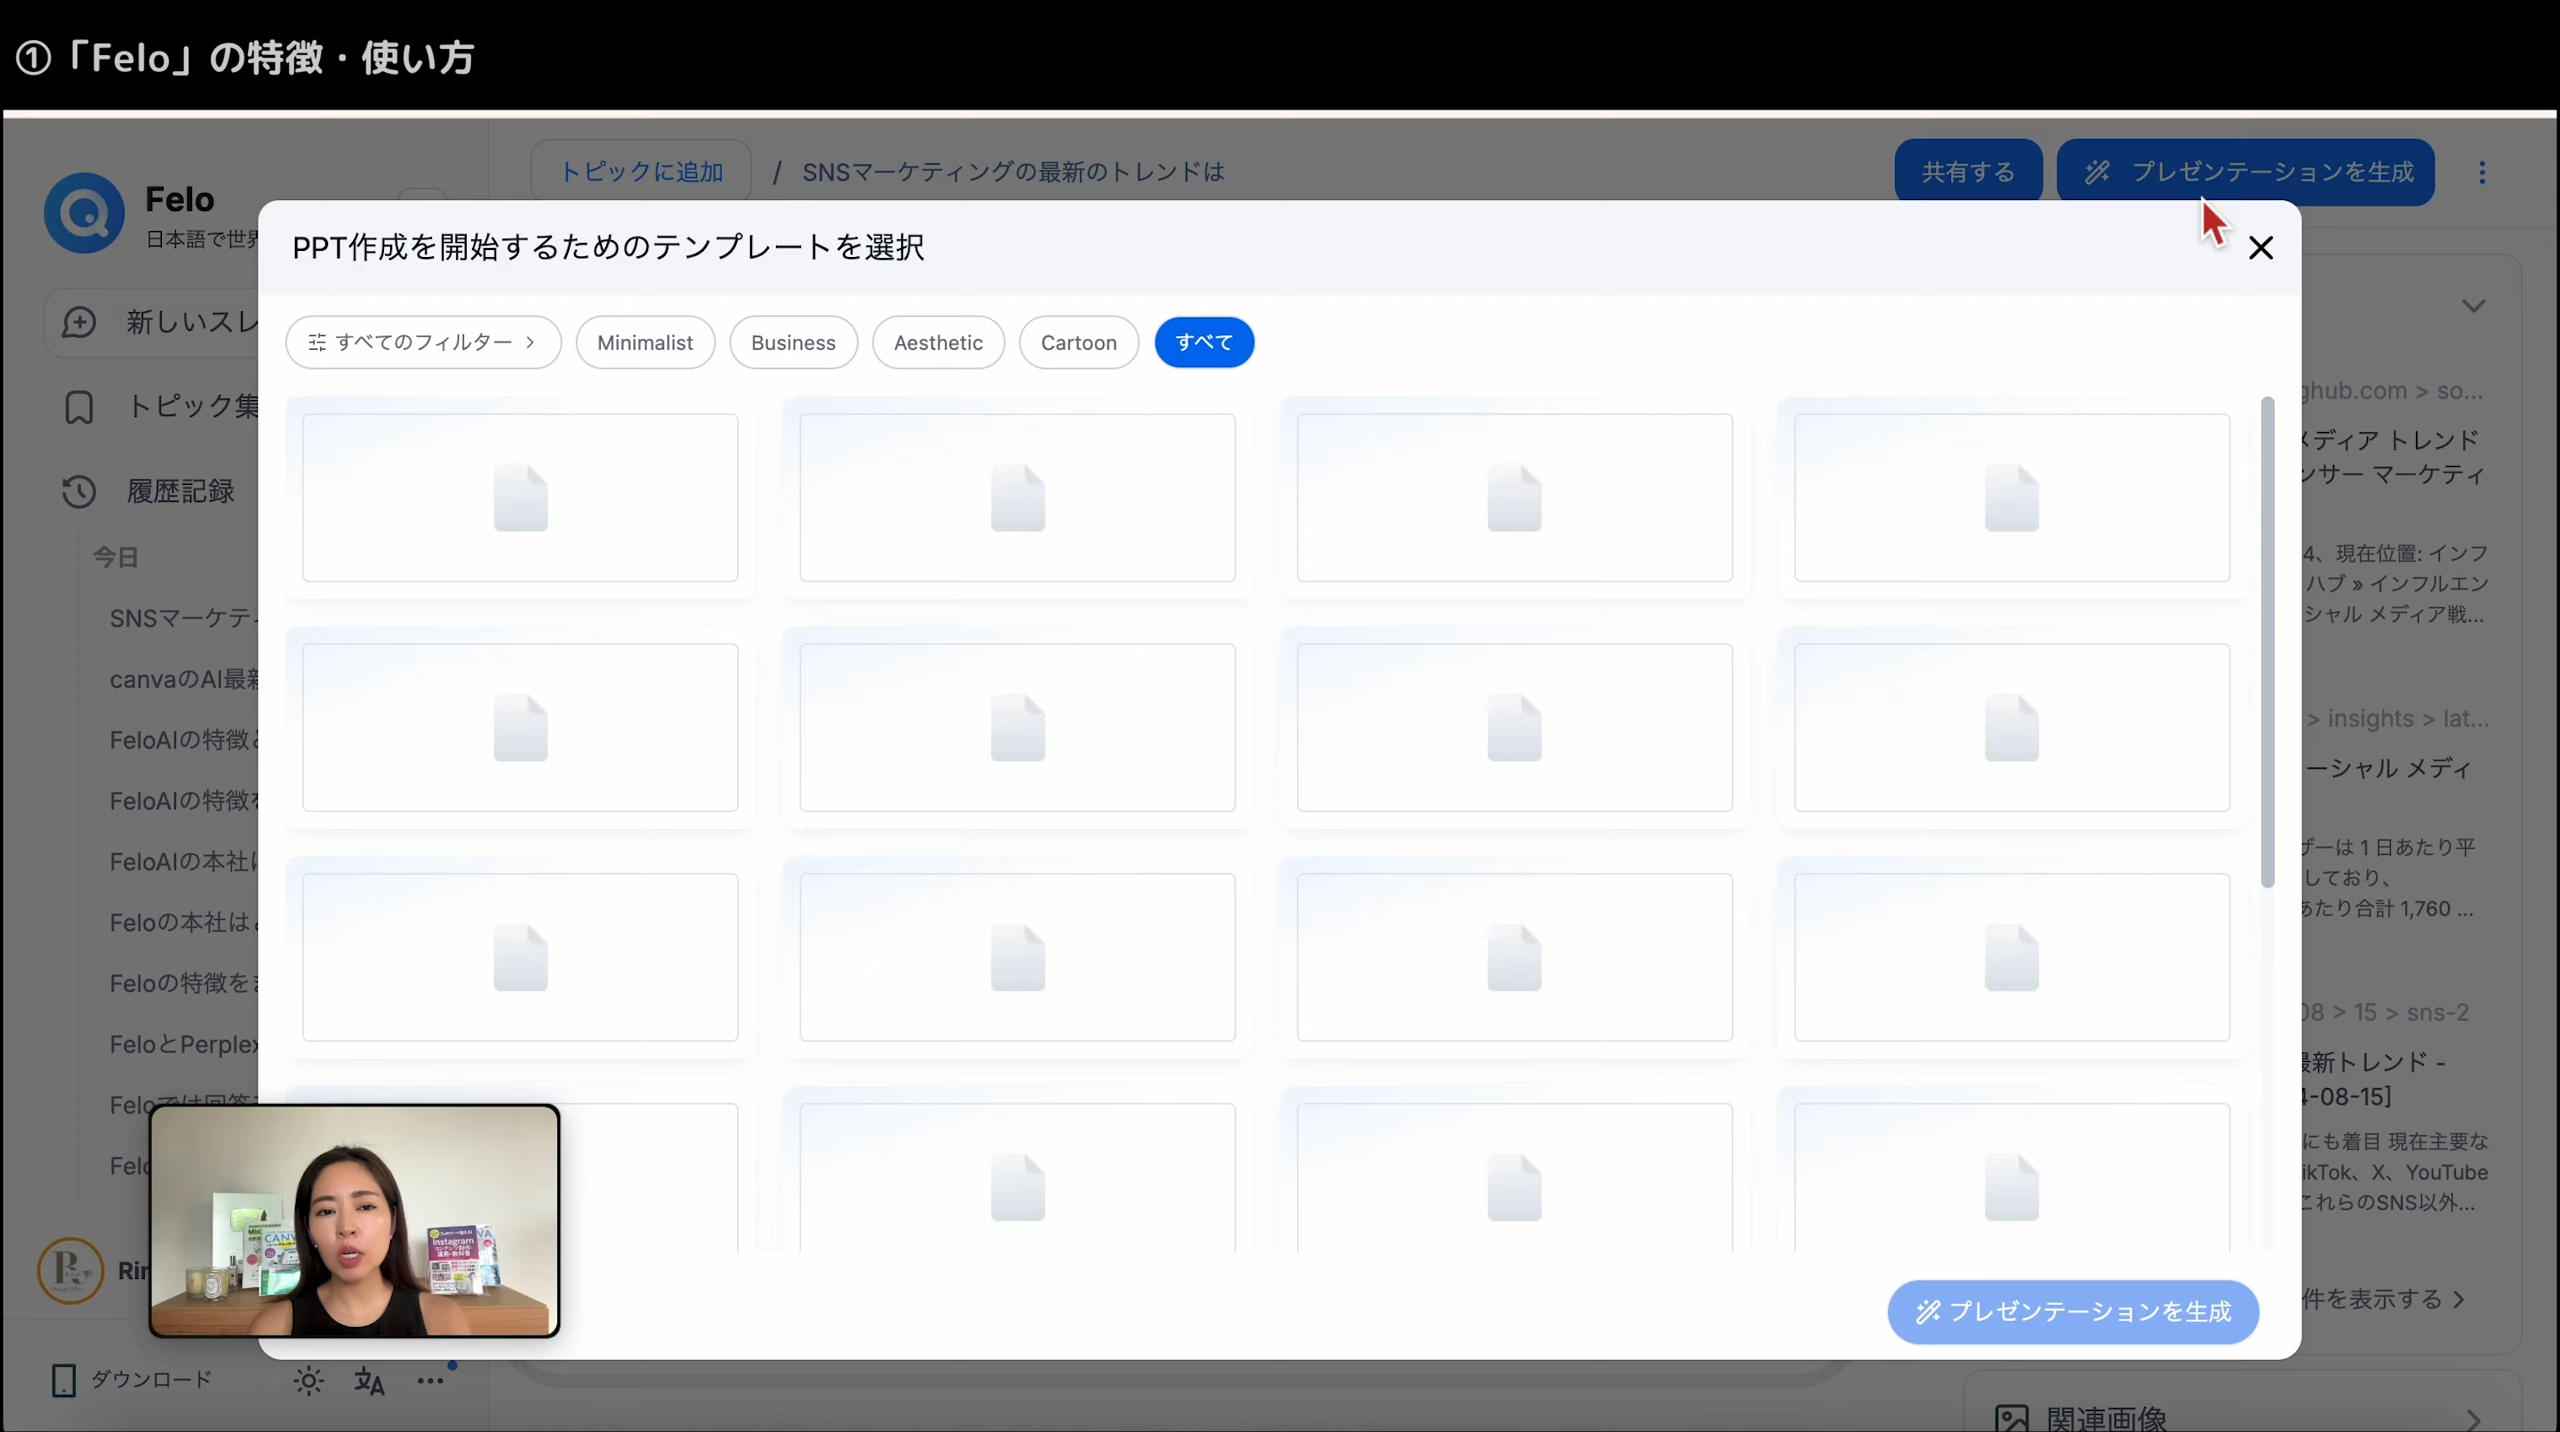 ①「Felo」の特徴・使い方
Felo
日本語で世界
トピックに追加 / SNSマーケティングの最新のトレンドは
共有する
プレゼンテーションを生成
PPT作成を開始するためのテンプレートを選択
すべてのフィルター
Minimalist
Business
Aesthetic
Cartoon
すべて
新しいスレ
トピック集
履歴記録
今日
SNSマーケティ
canvaのAI最新
FeloAIの特徴と
FeloAIの特徴を
FeloAIの本社は
Feloの本社は
Feloの特徴を
FeloとPerplex
Feloでは回答
Felo
Rin
ダウンロード
ghub.com > so...
メディア トレンド
ンサー マーケティ
4、現在位置: インフ
ハブ » インフルエン
シャル メディア戦...
> insights > lat...
ーシャル メディ
ザーは 1 日あたり平
しており、
あたり合計 1,760 ...
08 > 15 > sns-2
最新トレンド -
4-08-15]
にも着目 現在主要な
ikTok、X、YouTube
これらのSNS以外...
件を表示する
プレゼンテーションを生成
関連画像
CANV
Instagram